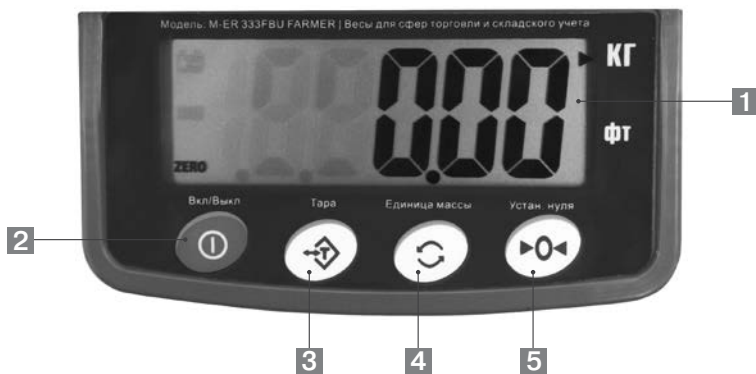 Модель: M-ER 333FBU FARMER | Весы для сфер торговли и складского учета
0.00
КГ
1
фт
ZERO
Вкл/Выкл
Тара
Единица массы
Устан. нуля
2
T
0
3
4
5